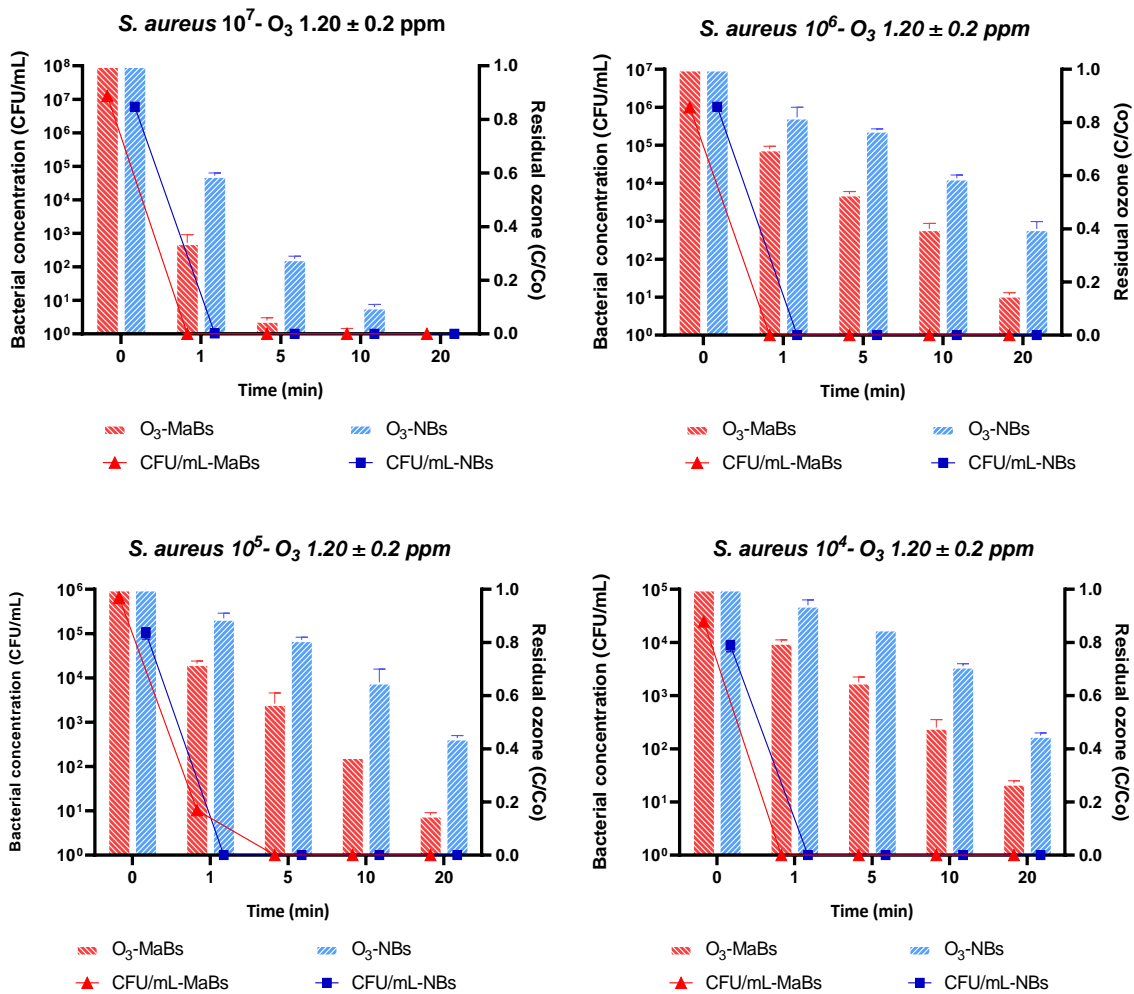 S. aureus 10⁷- O₃ 1.20 ± 0.2 ppm
Bacterial concentration (CFU/mL)
10⁸
10⁷
10⁶
10⁵
10⁴
10³
10²
10¹
10⁰
1.0
0.8
0.6
0.4
0.2
0.0
Residual ozone (C/Co)
0 1 5 10 20
Time (min)
O₃-MaBs O₃-NBs
CFU/mL-MaBs CFU/mL-NBs
S. aureus 10⁶- O₃ 1.20 ± 0.2 ppm
Bacterial concentration (CFU/mL)
10⁷
10⁶
10⁵
10⁴
10³
10²
10¹
10⁰
1.0
0.8
0.6
0.4
0.2
0.0
Residual ozone (C/Co)
0 1 5 10 20
Time (min)
O₃-MaBs O₃-NBs
CFU/mL-MaBs CFU/mL-NBs
S. aureus 10⁵- O₃ 1.20 ± 0.2 ppm
Bacterial concentration (CFU/mL)
10⁶
10⁵
10⁴
10³
10²
10¹
10⁰
1.0
0.8
0.6
0.4
0.2
0.0
Residual ozone (C/Co)
0 1 5 10 20
Time (min)
O₃-MaBs O₃-NBs
CFU/mL-MaBs CFU/mL-NBs
S. aureus 10⁴- O₃ 1.20 ± 0.2 ppm
Bacterial concentration (CFU/mL)
10⁵
10⁴
10³
10²
10¹
10⁰
1.0
0.8
0.6
0.4
0.2
0.0
Residual ozone (C/Co)
0 1 5 10 20
Time (min)
O₃-MaBs O₃-NBs
CFU/mL-MaBs CFU/mL-NBs